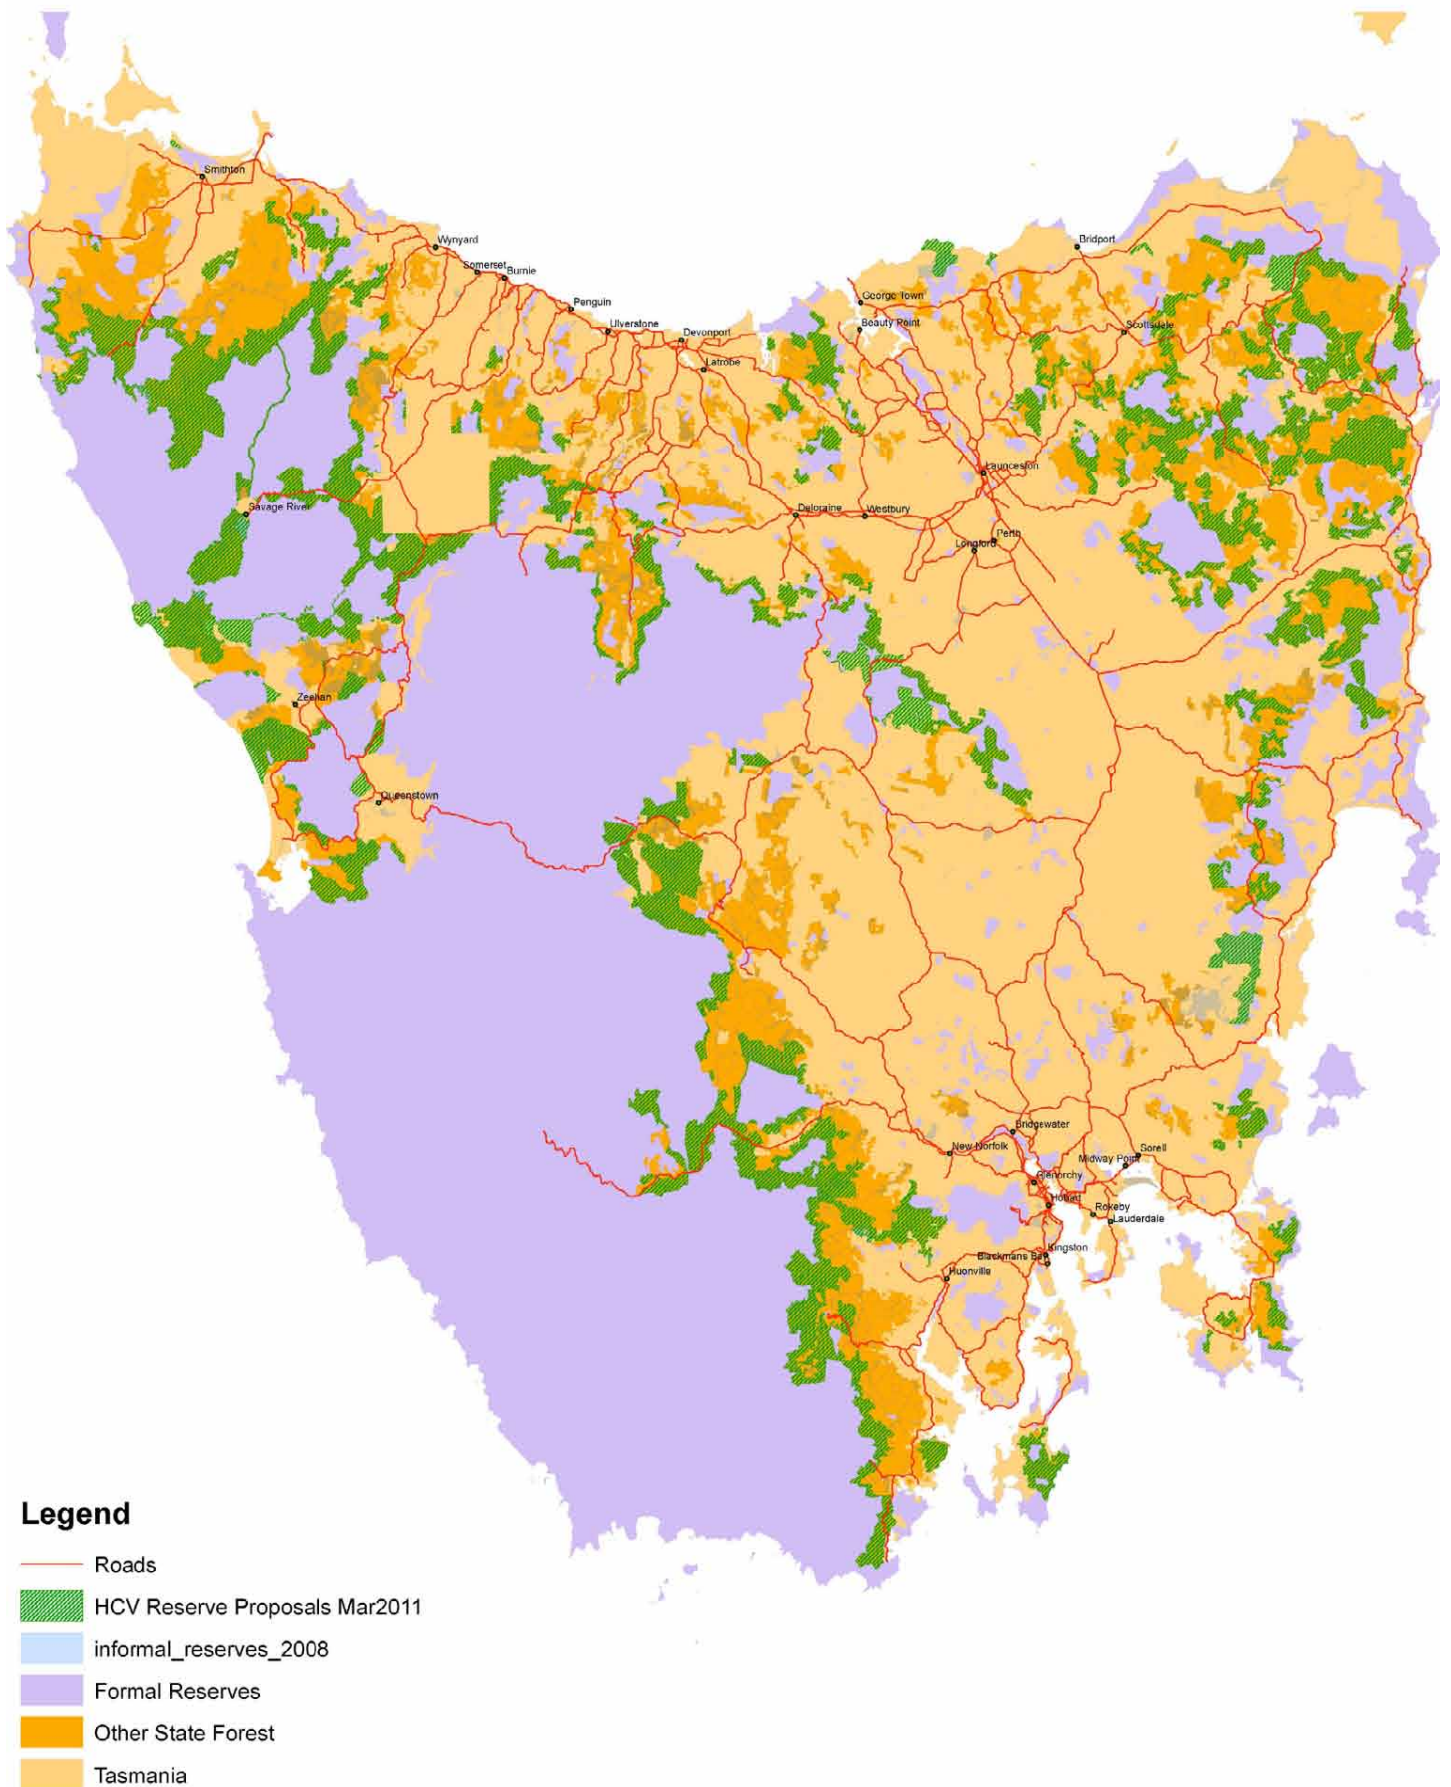 Smithton
Wynyard
Somerset
Burnie
Bridport
Penguin
George Town
Ulverstone
Devonport
Beauty Point
Scottsdale
Latrobe
Launceston
Savage River
Deloraine
Westbury
Perth
Longford
Zeehan
Queenstown
Bridgewater
New Norfolk
Sorell
Midway Point
Glenorchy
Hobart
Rokeby
Lauderdale
Kingston
Blackmans Bay
Huonville
Legend
Roads
HCV Reserve Proposals Mar2011
informal_reserves_2008
Formal Reserves
Other State Forest
Tasmania